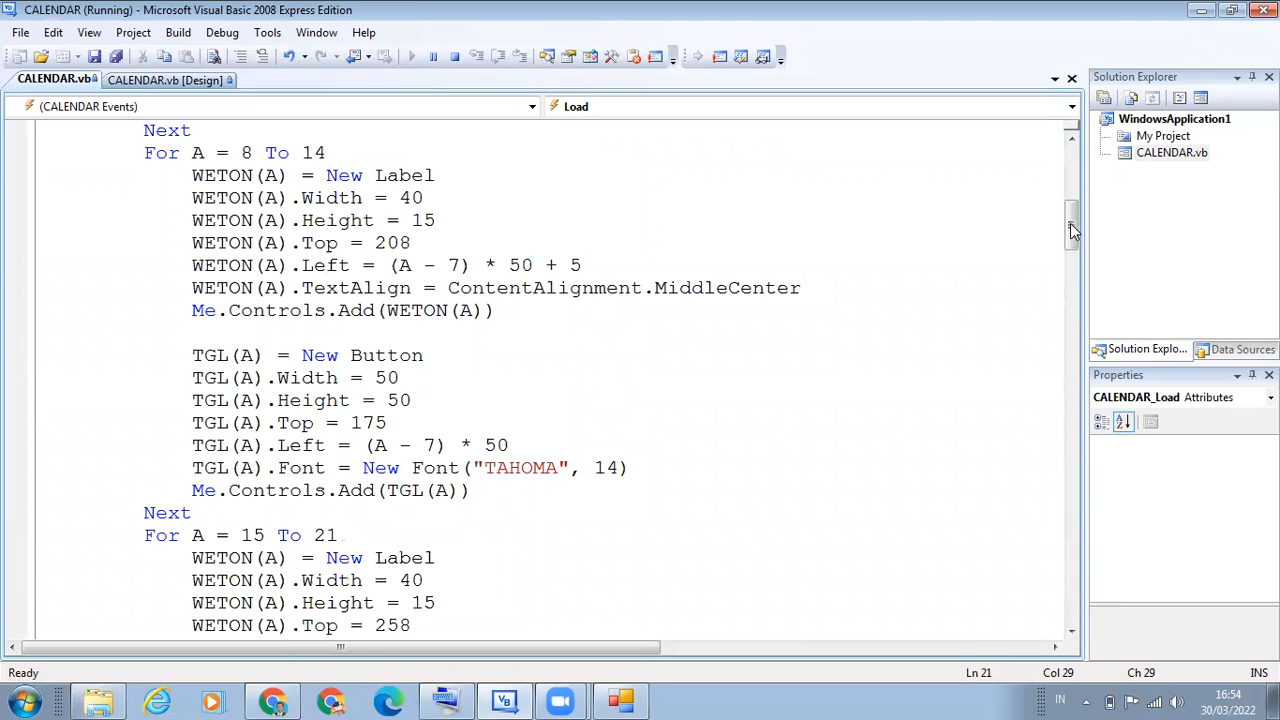 CALENDAR (Running) - Microsoft Visual Basic 2008 Express Edition
File Edit View Project Build Debug Tools Window Help
CALENDAR.vb CALENDAR.vb [Design]
(CALENDAR Events) Load
Next
For A = 8 To 14
WETON(A) = New Label
WETON(A).Width = 40
WETON(A).Height = 15
WETON(A).Top = 208
WETON(A).Left = (A - 7) * 50 + 5
WETON(A).TextAlign = ContentAlignment.MiddleCenter
Me.Controls.Add(WETON(A))
TGL(A) = New Button
TGL(A).Width = 50
TGL(A).Height = 50
TGL(A).Top = 175
TGL(A).Left = (A - 7) * 50
TGL(A).Font = New Font("TAHOMA", 14)
Me.Controls.Add(TGL(A))
Next
For A = 15 To 21
WETON(A) = New Label
WETON(A).Width = 40
WETON(A).Height = 15
WETON(A).Top = 258
Solution Explorer
WindowsApplication1
My Project
CALENDAR.vb
Solution Explo... Data Sources
Properties
CALENDAR_Load Attributes
Ready Ln 21 Col 29 Ch 29 INS
IN 16:54
30/03/2022